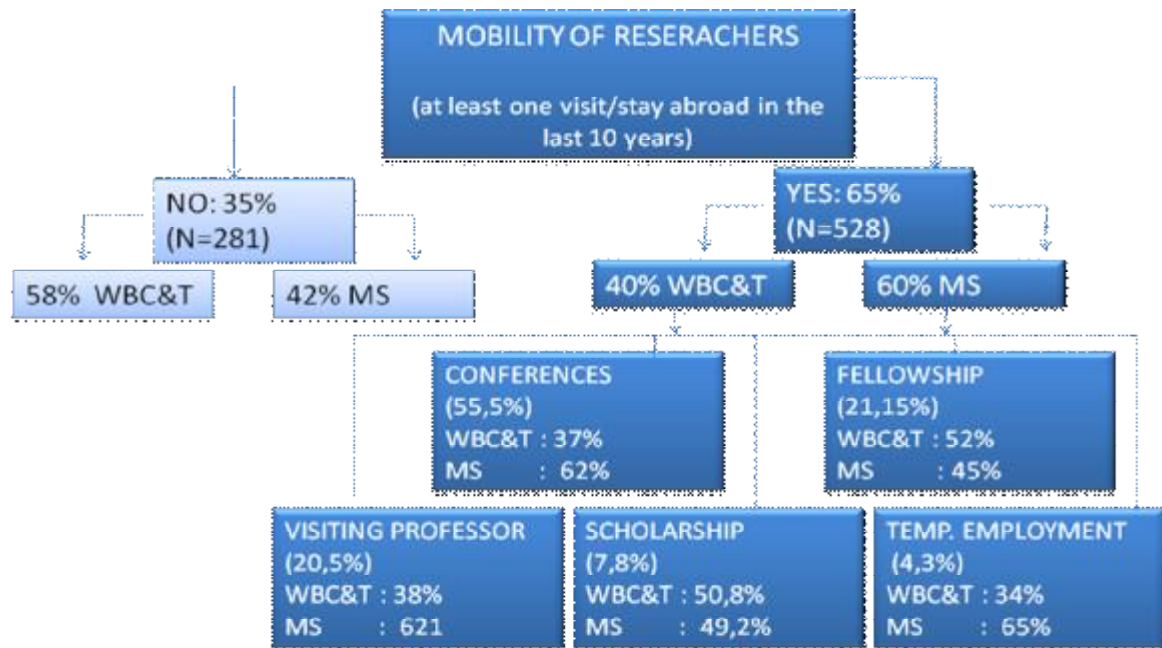 MOBILITY OF RESERACHERS
(at least one visit/stay abroad in the
last 10 years)
NO: 35%
(N=281)
YES: 65%
(N=528)
58% WBC&T
42% MS
40% WBC&T
60% MS
CONFERENCES
(55,5%)
WBC&T : 37%
MS : 62%
FELLOWSHIP
(21,15%)
WBC&T : 52%
MS : 45%
VISITING PROFESSOR
(20,5%)
WBC&T : 38%
MS : 621
SCHOLARSHIP
(7,8%)
WBC&T : 50,8%
MS : 49,2%
TEMP. EMPLOYMENT
(4,3%)
WBC&T : 34%
MS : 65%